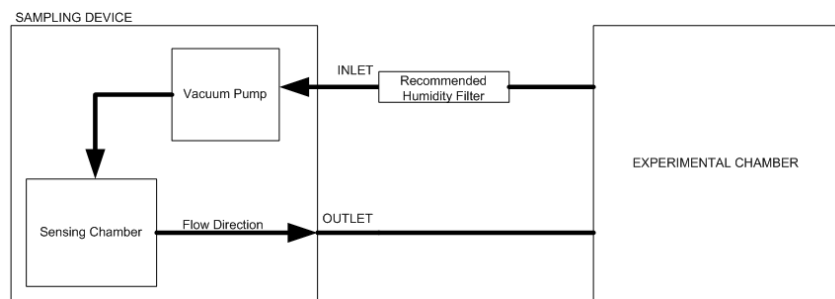 SAMPLING DEVICE
INLET
Recommended
Humidity Filter
Vacuum Pump
EXPERIMENTAL CHAMBER
Sensing Chamber
Flow Direction
OUTLET